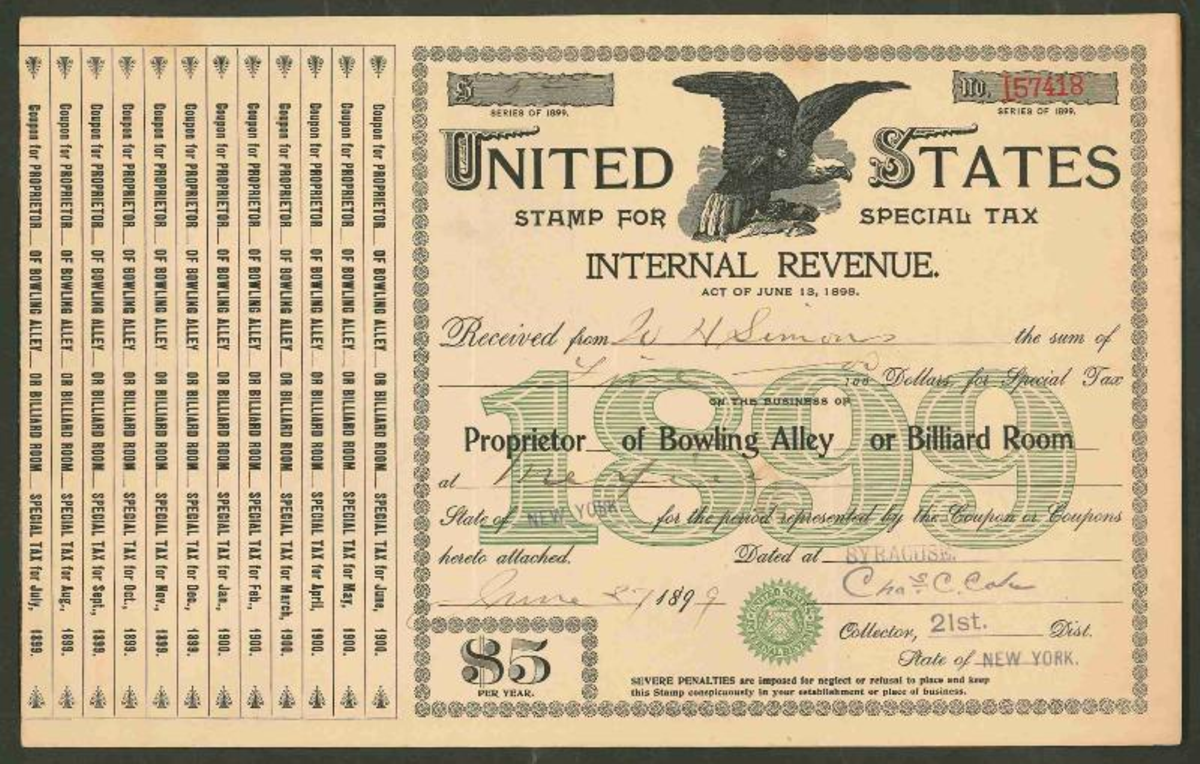 Coupon for PROPRIETOR OF BOWLING ALLEY OR BILLIARD ROOM SPECIAL TAX for July, 1899.
Coupon for PROPRIETOR OF BOWLING ALLEY OR BILLIARD ROOM SPECIAL TAX for Aug., 1899.
Coupon for PROPRIETOR OF BOWLING ALLEY OR BILLIARD ROOM SPECIAL TAX for Sept., 1899.
Coupon for PROPRIETOR OF BOWLING ALLEY OR BILLIARD ROOM SPECIAL TAX for Oct., 1899.
Coupon for PROPRIETOR OF BOWLING ALLEY OR BILLIARD ROOM SPECIAL TAX for Nov., 1899.
Coupon for PROPRIETOR OF BOWLING ALLEY OR BILLIARD ROOM SPECIAL TAX for Dec., 1899.
Coupon for PROPRIETOR OF BOWLING ALLEY OR BILLIARD ROOM SPECIAL TAX for Jan., 1900.
Coupon for PROPRIETOR OF BOWLING ALLEY OR BILLIARD ROOM SPECIAL TAX for Feb., 1900.
Coupon for PROPRIETOR OF BOWLING ALLEY OR BILLIARD ROOM SPECIAL TAX for March, 1900.
Coupon for PROPRIETOR OF BOWLING ALLEY OR BILLIARD ROOM SPECIAL TAX for April, 1900.
Coupon for PROPRIETOR OF BOWLING ALLEY OR BILLIARD ROOM SPECIAL TAX for May, 1900.
Coupon for PROPRIETOR OF BOWLING ALLEY OR BILLIARD ROOM SPECIAL TAX for June, 1900.
$ 5 No. 157418
SERIES OF 1899. SERIES OF 1899.
UNITED STATES
STAMP FOR SPECIAL TAX
INTERNAL REVENUE.
ACT OF JUNE 13, 1898.
Received from W H Simons the sum of
100 Dollars, for Special Tax
ON THE BUSINESS OF
1899
Proprietor of Bowling Alley or Billiard Room
at
State of NEW YORK for the period represented by the Coupon or Coupons
hereto attached. Dated at SYRACUSE.
June 27 1899 Chas. C. Cole
Collector, 21st. Dist.
State of NEW YORK.
$5
PER YEAR.
SEVERE PENALTIES are imposed for neglect or refusal to place and keep
this Stamp conspicuously in your establishment or place of business.